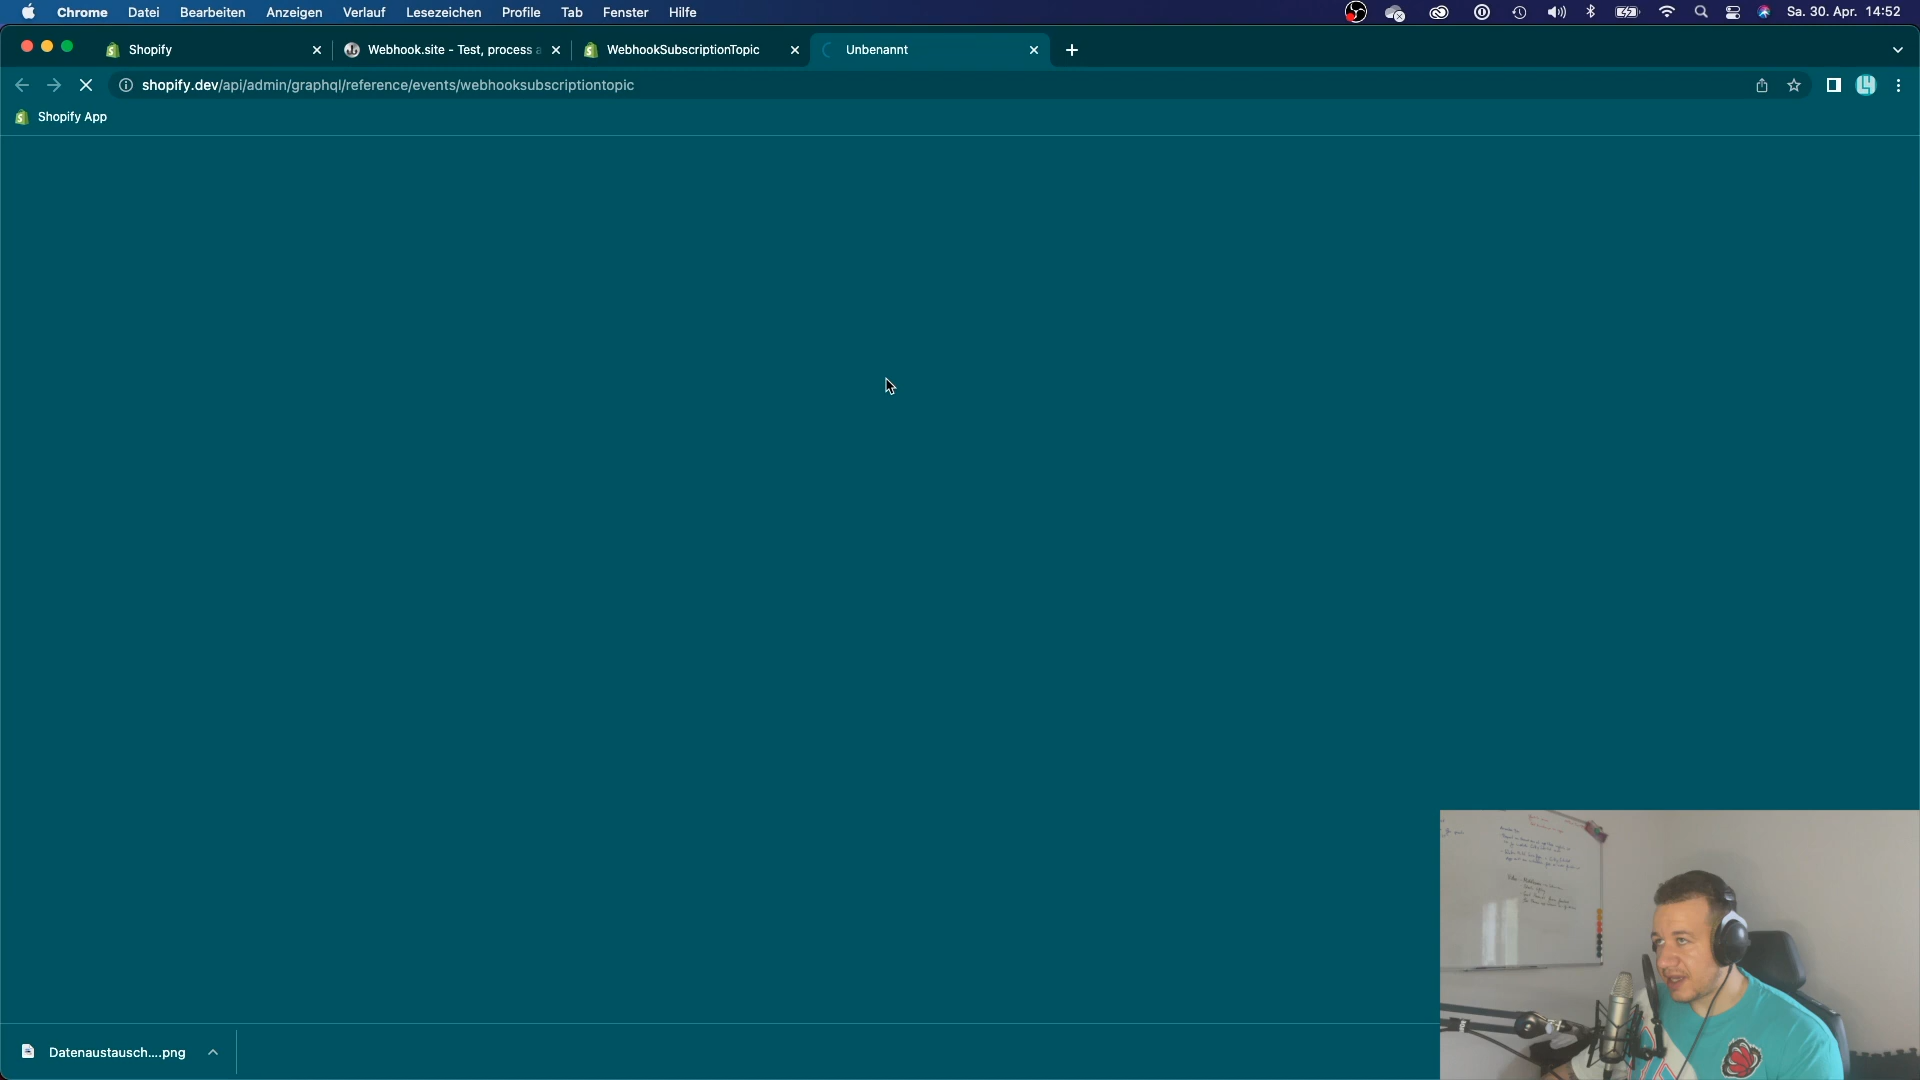 Chrome Datei Bearbeiten Anzeigen Verlauf Lesezeichen Profile Tab Fenster Hilfe Sa. 30. Apr. 14:52
Shopify Webhook.site - Test, process a WebhookSubscriptionTopic Unbenannt
shopify.dev/api/admin/graphql/reference/events/webhooksubscriptiontopic
Shopify App
Datenaustausch....png